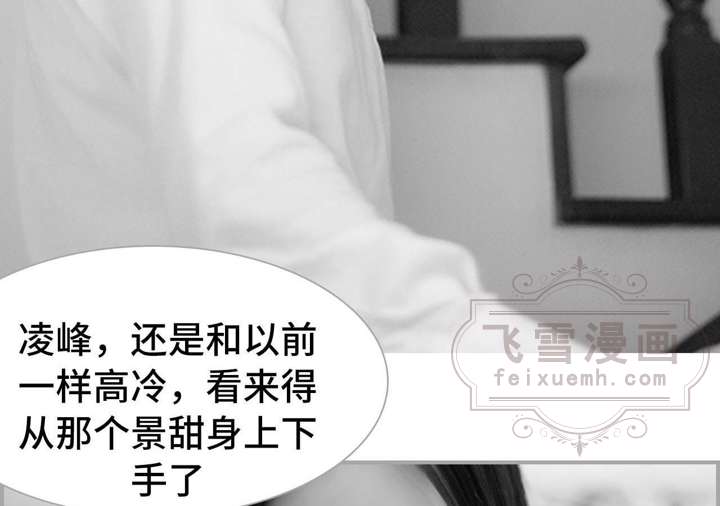 凌峰，还是和以前
一样高冷，看来得
从那个景甜身上下
手了
飞雪漫画
feixuemh.com